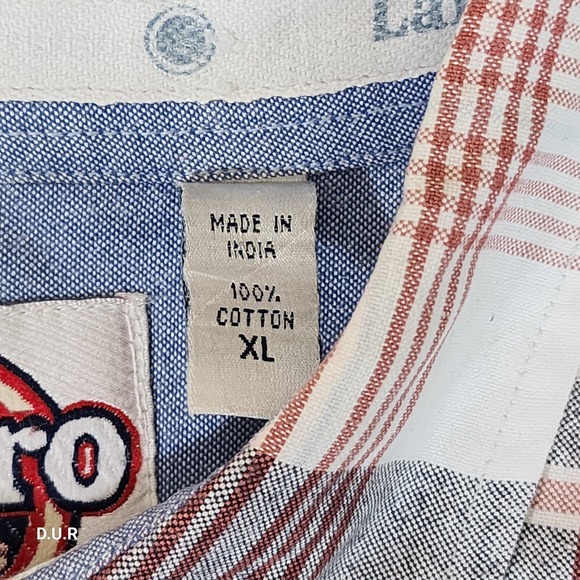 MADE IN
INDIA
100%
COTTON
XL
ro
D.U.R